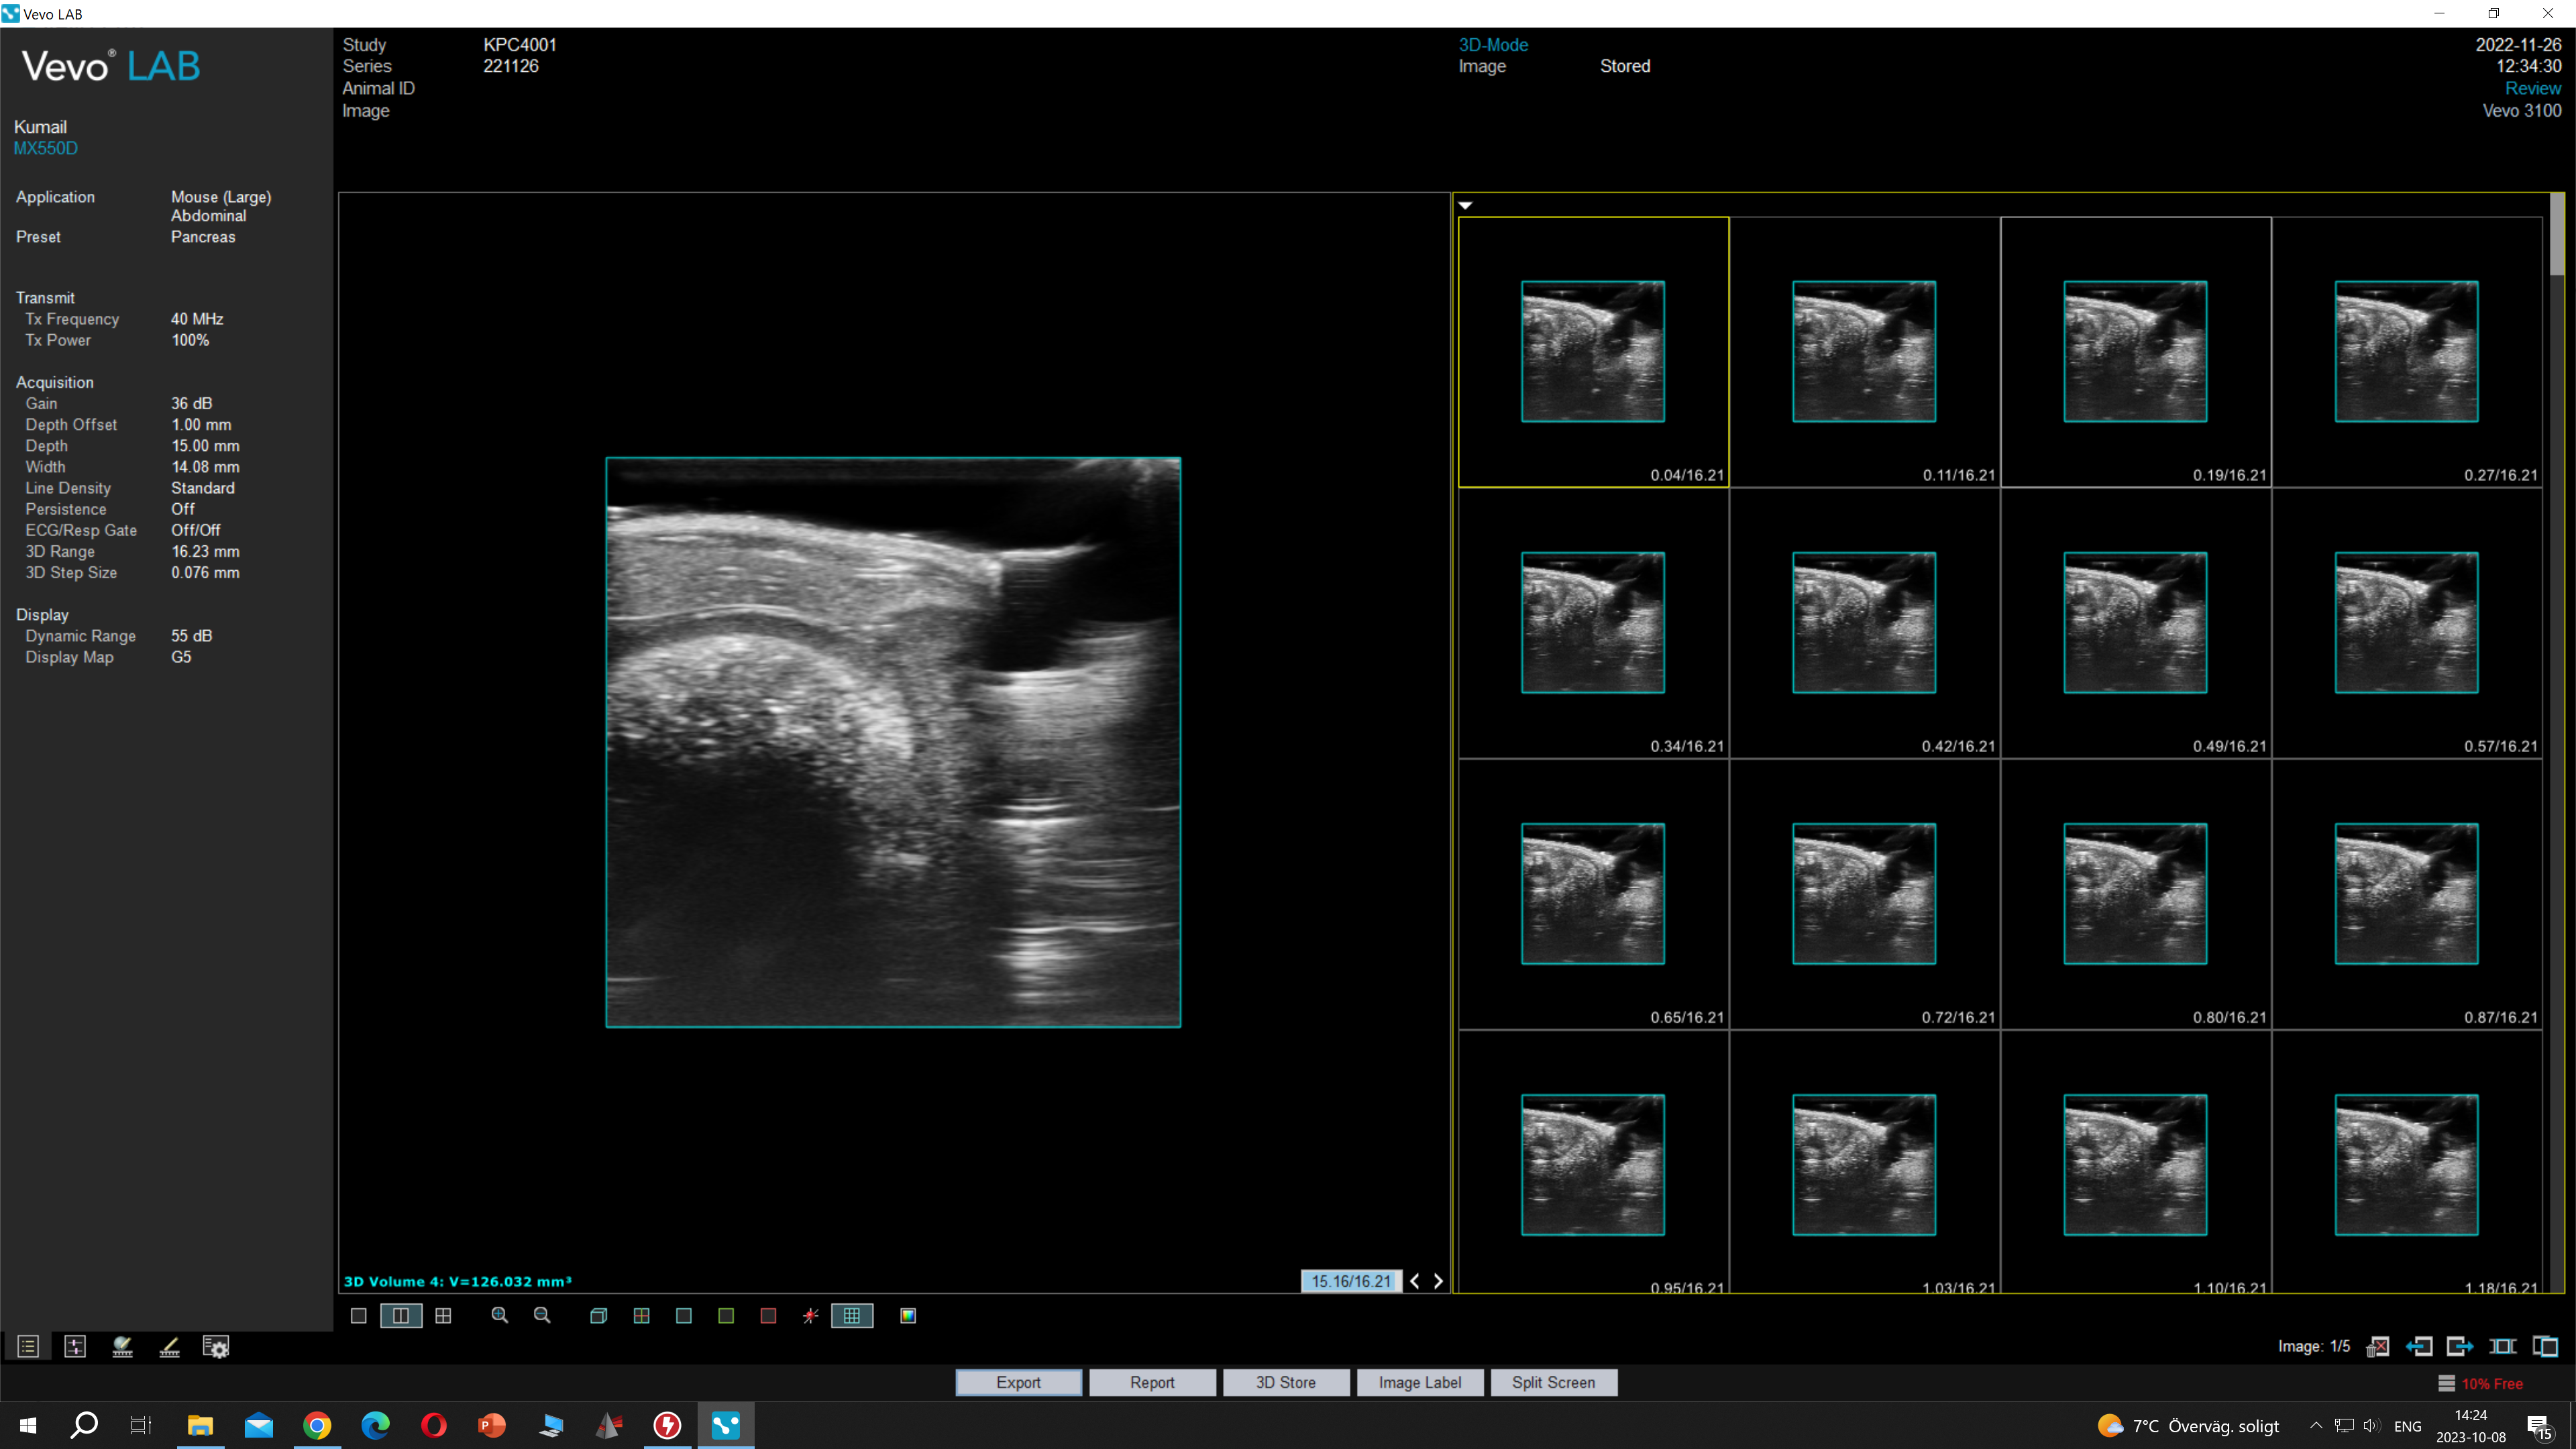 Vevo LAB
Vevo® LAB
Kumail
MX550D
Application Mouse (Large)
Abdominal
Preset Pancreas
Transmit
Tx Frequency 40 MHz
Tx Power 100%
Acquisition
Gain 36 dB
Depth Offset 1.00 mm
Depth 15.00 mm
Width 14.08 mm
Line Density Standard
Persistence Off
ECG/Resp Gate Off/Off
3D Range 16.23 mm
3D Step Size 0.076 mm
Display
Dynamic Range 55 dB
Display Map G5
Study KPC4001
Series 221126
Animal ID
Image
3D-Mode
Image Stored
2022-11-26
12:34:30
Review
Vevo 3100
0.04/16.21 0.11/16.21 0.19/16.21 0.27/16.21
0.34/16.21 0.42/16.21 0.49/16.21 0.57/16.21
0.65/16.21 0.72/16.21 0.80/16.21 0.87/16.21
0.95/16.21 1.03/16.21 1.10/16.21 1.18/16.21
3D Volume 4: V=126.032 mm³
15.16/16.21
Image: 1/5
Export Report 3D Store Image Label Split Screen
10% Free
7°C Överväg. soligt
ENG
14:24
2023-10-08
15